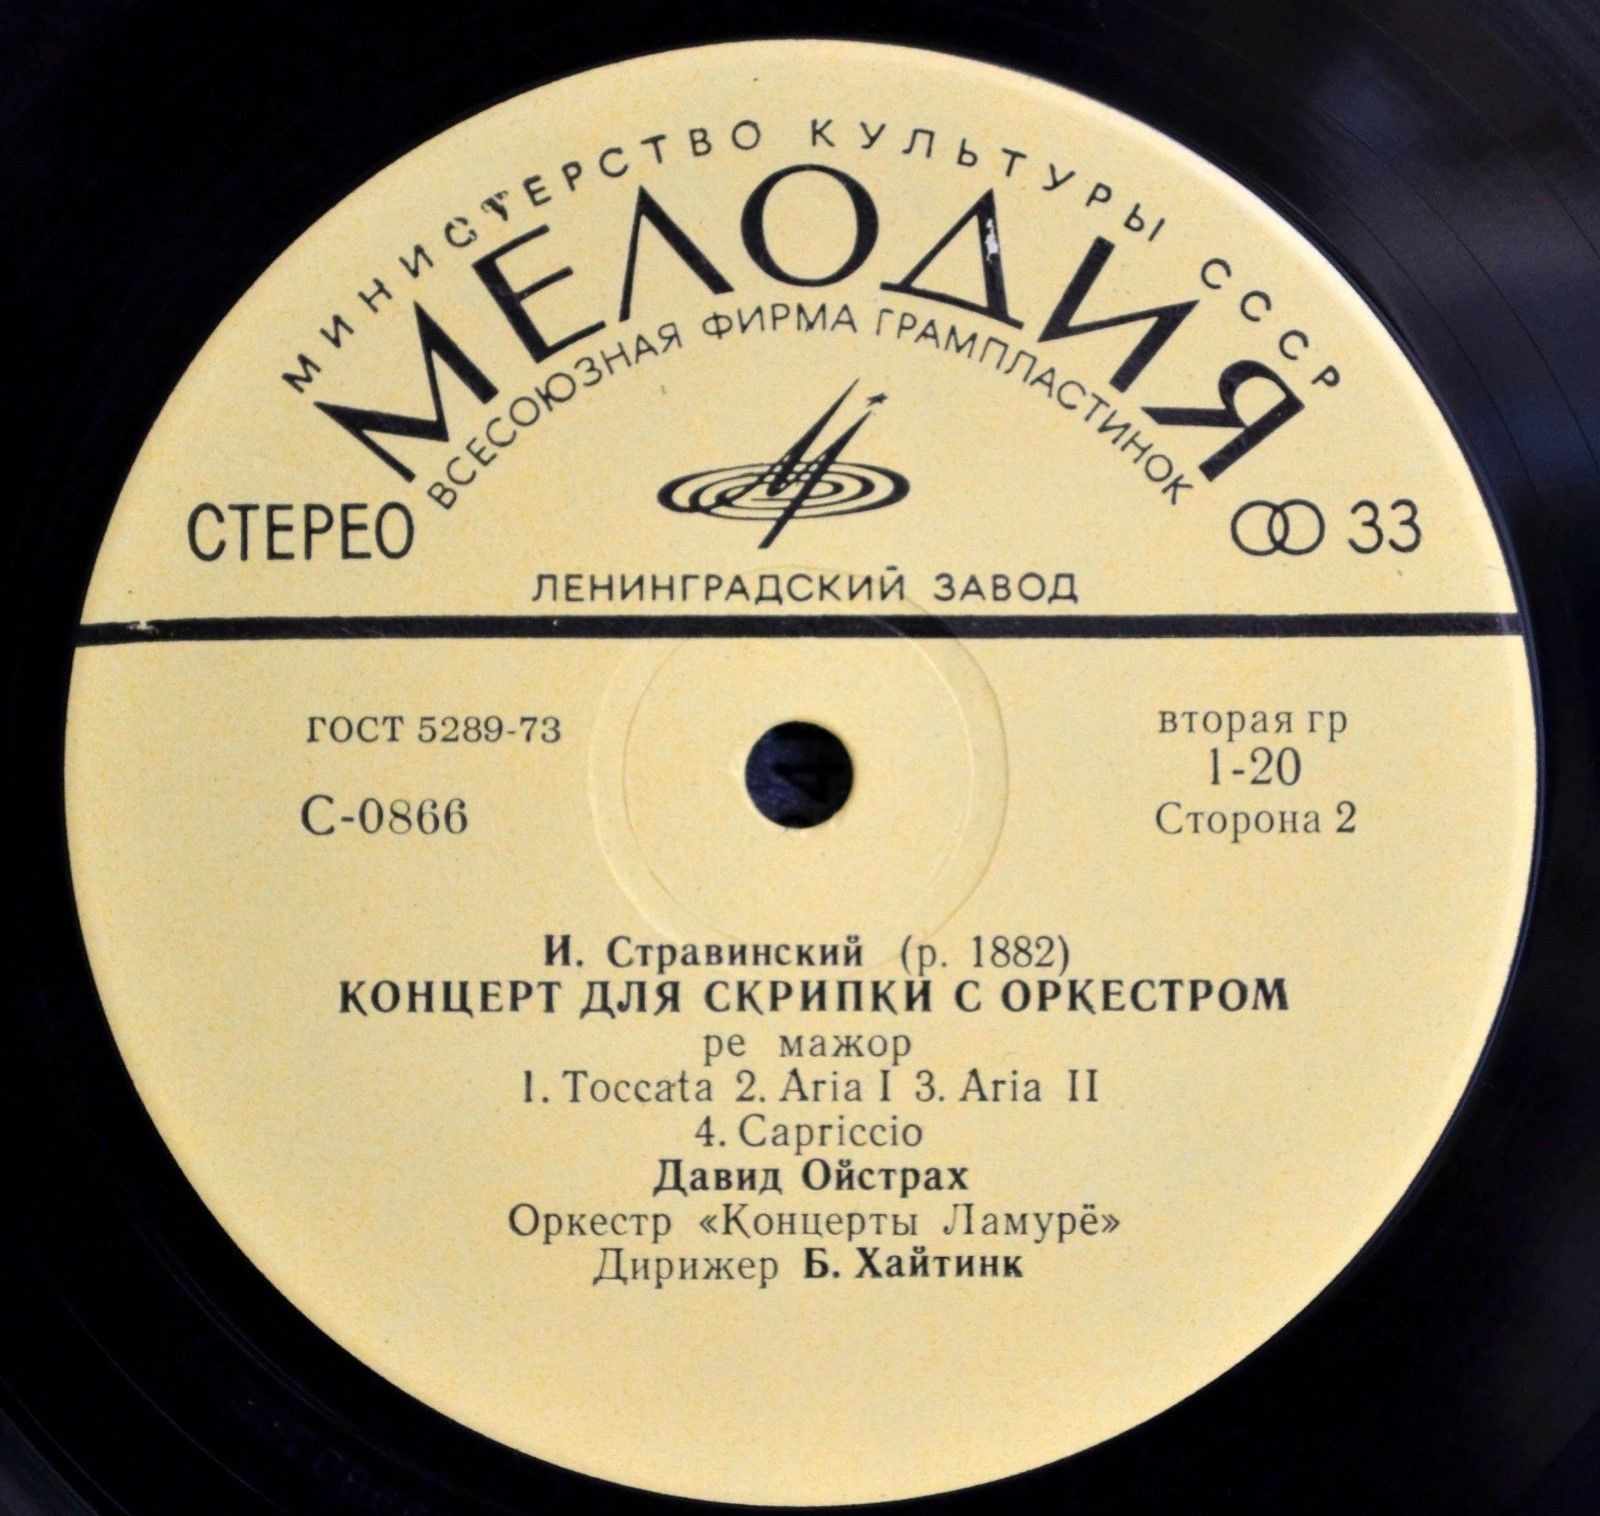 МИНИСТЕРСТВО КУЛЬТУРЫ СССР
МЕЛОДИЯ
ВСЕСОЮЗНАЯ ФИРМА ГРАМПЛАСТИНОК
СТЕРЕО
33
ЛЕНИНГРАДСКИЙ ЗАВОД
ГОСТ 5289-73
вторая гр
1-20
С-0866
Сторона 2
И. Стравинский (р. 1882)
КОНЦЕРТ ДЛЯ СКРИПКИ С ОРКЕСТРОМ
ре мажор
1. Toccata 2. Aria I 3. Aria II
4. Capriccio
Давид Ойстрах
Оркестр «Концерты Ламурё»
Дирижер Б. Хайтинк